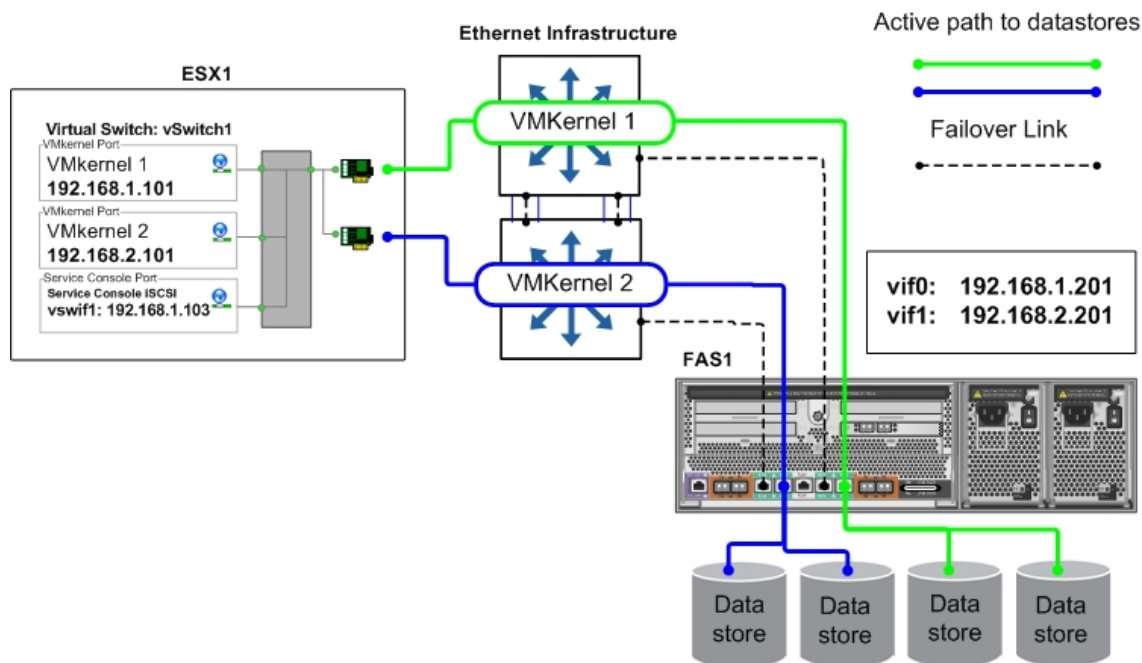 Ethernet Infrastructure
Active path to datastores
Failover Link
ESX1
Virtual Switch: vSwitch1
VMkernel Port
VMkernel 1
192.168.1.101
VMkernel Port
VMkernel 2
192.168.2.101
Service Console Port
Service Console ISCSI
vswif1: 192.168.1.103
VMKernel 1
VMKernel 2
vif0: 192.168.1.201
vif1: 192.168.2.201
FAS1
Data
store
Data
store
Data
store
Data
store